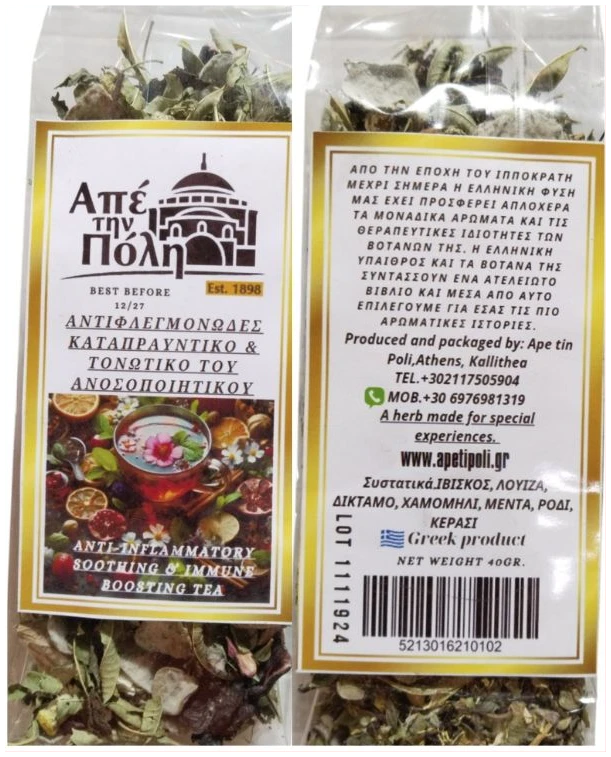 Απέ
την
Πόλη
Est. 1898
BEST BEFORE
12/27
ΑΝΤΙΦΛΕΓΜΟΝΩΔΕΣ
ΚΑΤΑΠΡΑΥΝΤΙΚΟ &
ΤΟΝΩΤΙΚΟ ΤΟΥ
ΑΝΟΣΟΠΟΙΗΤΙΚΟΥ
ANTI-INFLAMMATORY
SOOTHING & IMMUNE
BOOSTING TEA
ΑΠΟ ΤΗΝ ΕΠΟΧΗ ΤΟΥ ΙΠΠΟΚΡΑΤΗ
ΜΕΧΡΙ ΣΗΜΕΡΑ Η ΕΛΛΗΝΙΚΗ ΦΥΣΗ
ΜΑΣ ΕΧΕΙ ΠΡΟΣΦΕΡΕΙ ΑΠΛΟΧΕΡΑ
ΤΑ ΜΟΝΑΔΙΚΑ ΑΡΩΜΑΤΑ ΚΑΙ ΤΙΣ
ΘΕΡΑΠΕΥΤΙΚΕΣ ΙΔΙΟΤΗΤΕΣ ΤΩΝ
ΒΟΤΑΝΩΝ ΤΗΣ. Η ΕΛΛΗΝΙΚΗ
ΥΠΑΙΘΡΟΣ ΚΑΙ ΤΑ ΒΟΤΑΝΑ ΤΗΣ
ΣΥΝΤΑΣΣΟΥΝ ΕΝΑ ΑΤΕΛΕΙΩΤΟ
ΒΙΒΛΙΟ ΚΑΙ ΜΕΣΑ ΑΠΟ ΑΥΤΟ
ΕΠΙΛΕΓΟΥΜΕ ΓΙΑ ΕΣΑΣ ΤΙΣ ΠΙΟ
ΑΡΩΜΑΤΙΚΕΣ ΙΣΤΟΡΙΕΣ.
Produced and packaged by: Ape tin
Poli,Athens, Kallithea
TEL.+302117505904
MOB.+30 6976981319
A herb made for special
experiences.
www.apetipoli.gr
Συστατικά.ΙΒΙΣΚΟΣ, ΛΟΥΙΖΑ,
ΔΙΚΤΑΜΟ, ΧΑΜΟΜΗΛΙ, ΜΕΝΤΑ, ΡΟΔΙ,
ΚΕΡΑΣΙ
Greek product
NET WEIGHT 40GR.
LOT 1111924
5213016210102